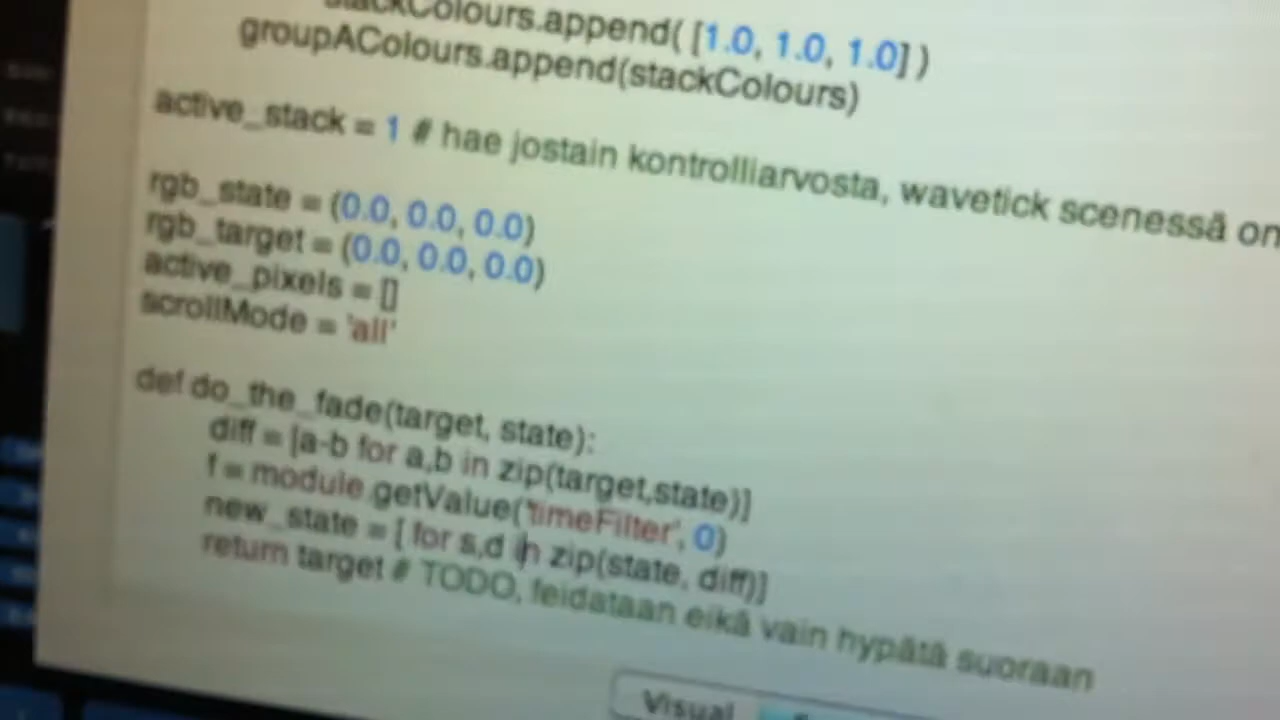 stackColours.append( [1.0, 1.0, 1.0] )
groupAColours.append(stackColours)
active_stack = 1 # hae jostain kontrolliarvosta, wavetick scenessä on
rgb_state = (0.0, 0.0, 0.0)
rgb_target = (0.0, 0.0, 0.0)
active_pixels = []
scrollMode = 'all'
def do_the_fade(target, state):
diff = [a-b for a,b in zip(target,state)]
f = module.getValue('timeFilter', 0)
new_state = [ for s,d in zip(state, diff)]
return target # TODO, feidataan eikä vain hypätä suoraan
Visual